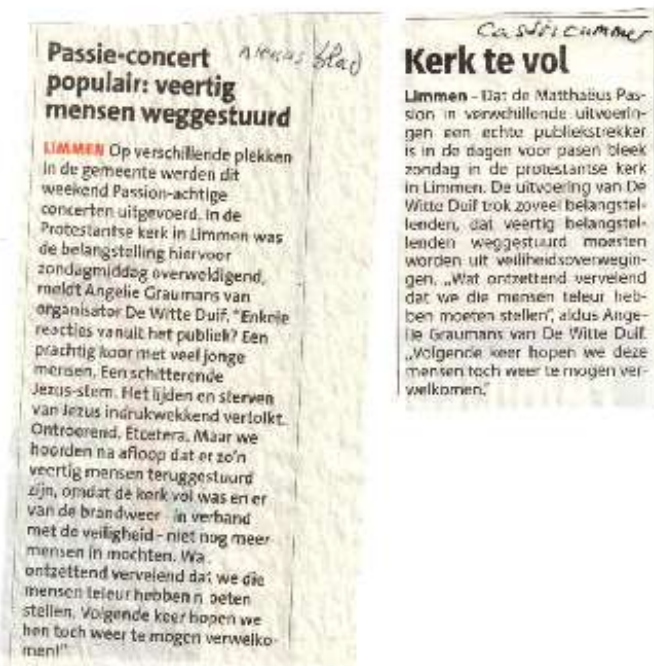 nieuws blad
Passie-concert
populair: veertig
mensen weggestuurd
LIMMEN Op verschillende plekken
in de gemeente werden dit
weekend Passion-achtige
concerten uitgevoerd. In de
Protestantse kerk in Limmen was
de belangstelling hiervoor
zondagmiddag overweldigend,
meldt Angelie Graumans van
organisator De Witte Duif. "Enkele
reacties vanuit het publiek? Een
prachtig koor met veel jonge
mensen. Een schitterende
Jezus-stem. Het lijden en sterven
van Jezus indrukwekkend vertolkt.
Ontroerend. Etcetera. Maar we
hoorden na afloop dat er zo'n
veertig mensen teruggestuurd
zijn, omdat de kerk vol was en er
van de brandweer - in verband
met de veiligheid - niet nog meer
mensen in mochten. Wat
ontzettend vervelend dat we die
mensen teleur hebben moeten
stellen. Volgende keer hopen we
hen toch weer te mogen verwelko-
men!"
Castricummer
Kerk te vol
Limmen - Dat de Matthäus Pas-
sion in verschillende uitvoerin-
gen een echte publiekstrekker
is in de dagen voor pasen bleek
zondag in de protestantse kerk
in Limmen. De uitvoering van De
Witte Duif trok zoveel belangstel-
lenden, dat veertig belangstel-
lenden weggestuurd moesten
worden uit veiliheidsoverwegin-
gen. „Wat ontzettend vervelend
dat we die mensen teleur heb-
ben moeten stellen", aldus Ange-
lie Graumans van De Witte Duif.
„Volgende keer hopen we deze
mensen toch weer te mogen ver-
welkomen."